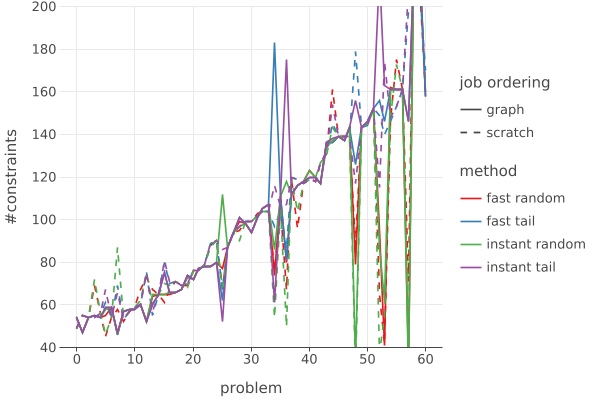 200
180
160
140
120
100
80
60
40
#constraints
0
10
20
30
40
50
60
problem
job ordering
graph
scratch
method
fast random
fast tail
instant random
instant tail